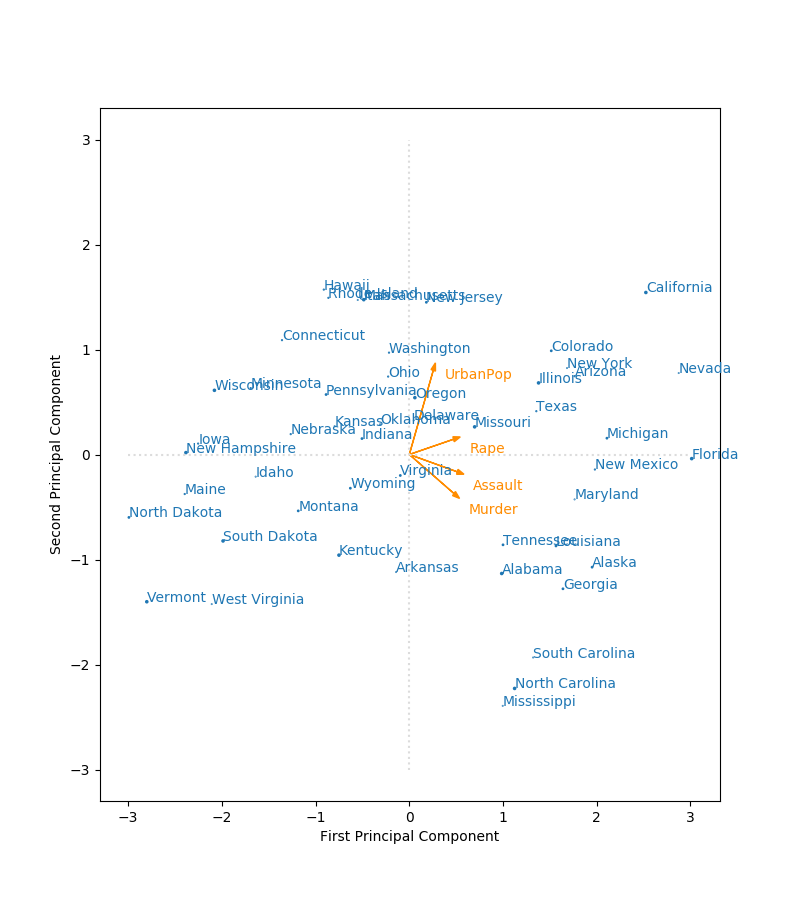 3
2
1
0
−1
−2
−3
Second Principal Component
Hawaii
Rhode Island
Utah
Massachusetts
New Jersey
California
Connecticut
Washington
Colorado
New York
Arizona
Nevada
Ohio
Illinois
Wisconsin
Minnesota
Pennsylvania
Oregon
UrbanPop
Texas
Delaware
Kansas
Oklahoma
Missouri
Nebraska
Indiana
Michigan
Iowa
New Hampshire
Rape
Florida
Idaho
Virginia
New Mexico
Wyoming
Assault
Maine
Maryland
Montana
Murder
North Dakota
South Dakota
Kentucky
Tennessee
Louisiana
Arkansas
Alabama
Alaska
Georgia
Vermont
West Virginia
South Carolina
North Carolina
Mississippi
−3 −2 −1 0 1 2 3
First Principal Component